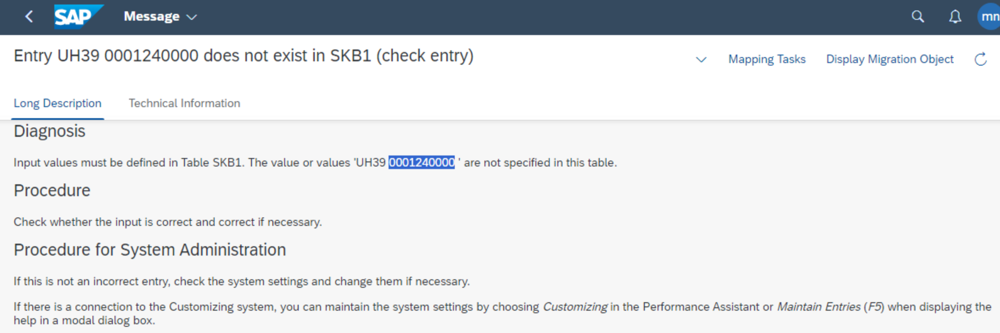 SAP Message
mn
Entry UH39 0001240000 does not exist in SKB1 (check entry)
Mapping Tasks Display Migration Object
Long Description Technical Information
Diagnosis
Input values must be defined in Table SKB1. The value or values 'UH39 0001240000 ' are not specified in this table.
Procedure
Check whether the input is correct and correct if necessary.
Procedure for System Administration
If this is not an incorrect entry, check the system settings and change them if necessary.
If there is a connection to the Customizing system, you can maintain the system settings by choosing Customizing in the Performance Assistant or Maintain Entries (F5) when displaying the
help in a modal dialog box.